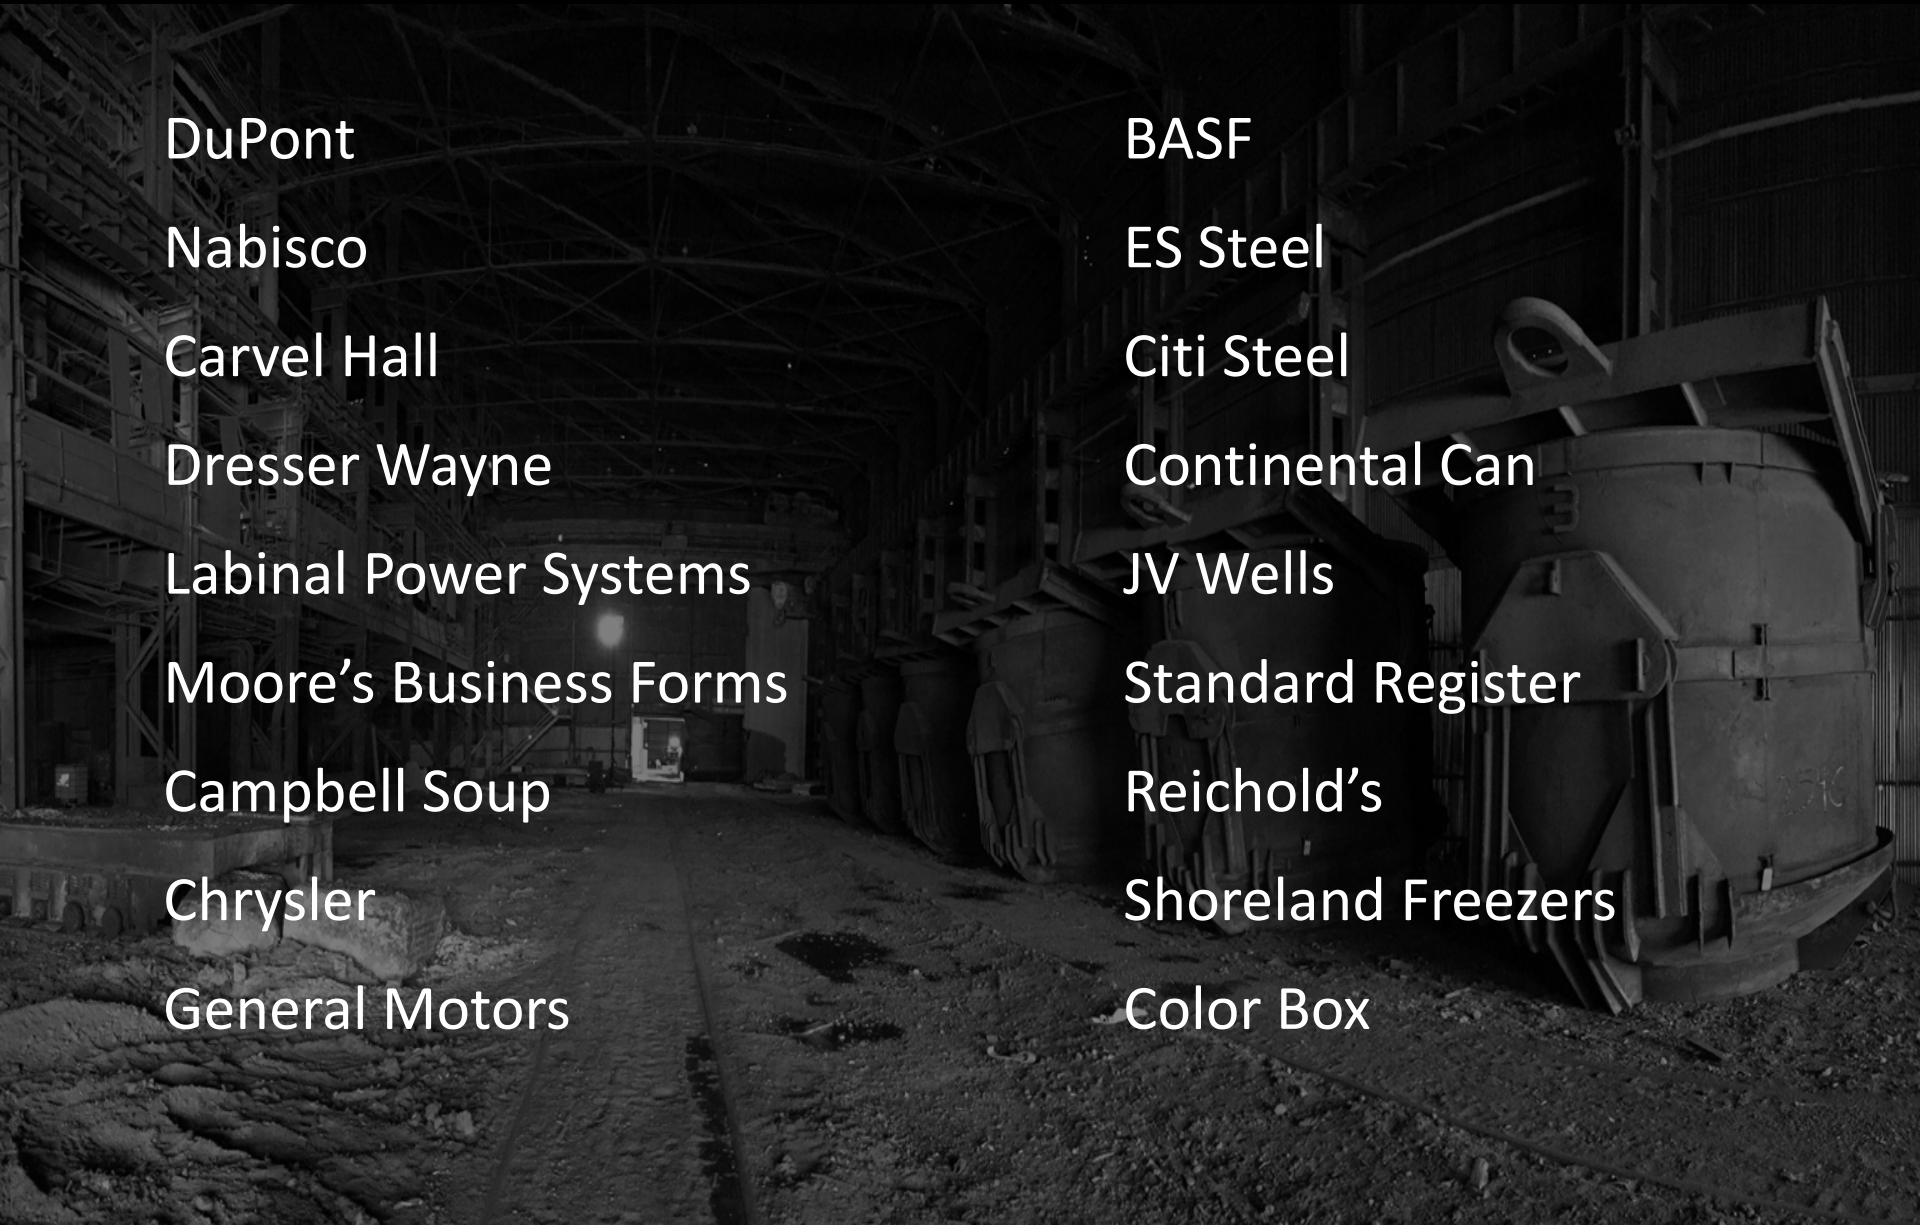 DuPont
Nabisco
Carvel Hall
Dresser Wayne
Labinal Power Systems
Moore’s Business Forms
Campbell Soup
Chrysler
General Motors
BASF
ES Steel
Citi Steel
Continental Can
JV Wells
Standard Register
Reichold’s
Shoreland Freezers
Color Box